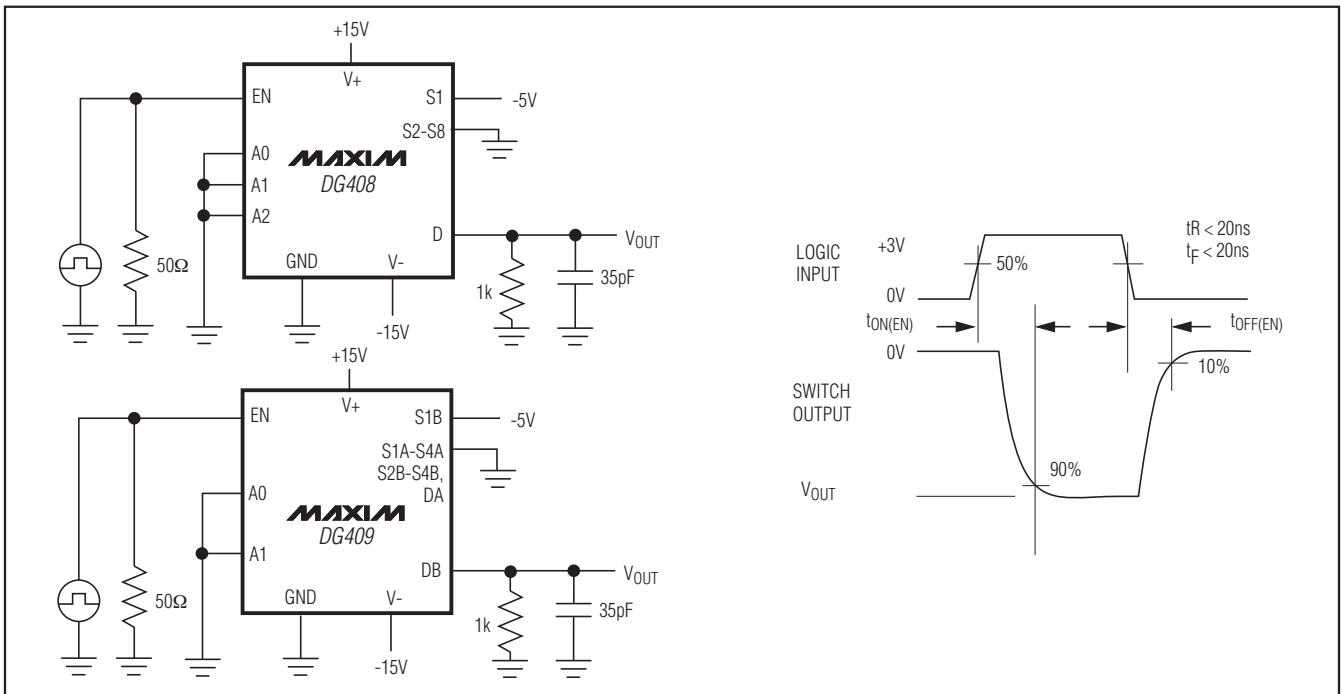 +15V
V+
EN
S1
-5V
S2-S8
A0
MAXIM
A1
DG408
A2
D
VOUT
50Ω
GND
V-
1k
35pF
-15V
+15V
V+
EN
S1B
-5V
S1A-S4A
S2B-S4B,
DA
A0
MAXIM
DG409
A1
DB
VOUT
50Ω
GND
V-
1k
35pF
-15V
LOGIC
INPUT
+3V
50%
tR < 20ns
tF < 20ns
0V
tON(EN)
tOFF(EN)
0V
10%
SWITCH
OUTPUT
90%
VOUT